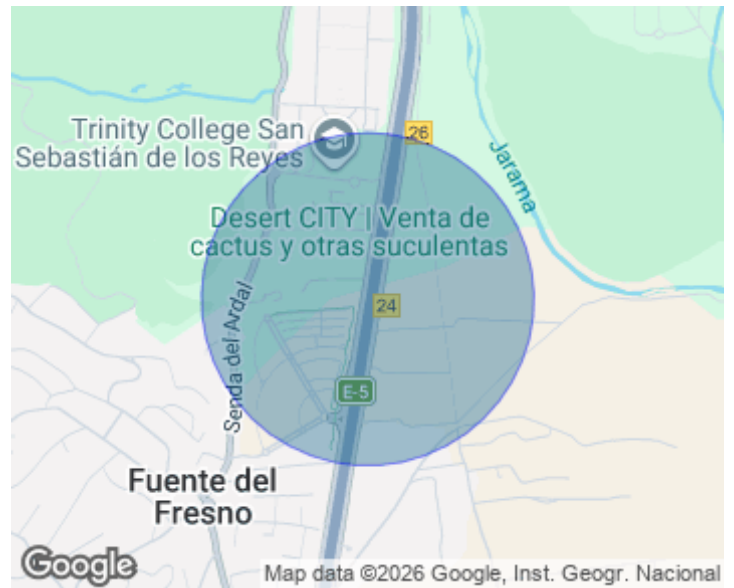 Trinity College San
Sebastián de los Reyes
26
Jarama
Desert CITY | Venta de
cactus y otras suculentas
24
Senda del Ardal
E-5
Fuente del
Fresno
Google
Map data ©2026 Google, Inst. Geogr. Nacional